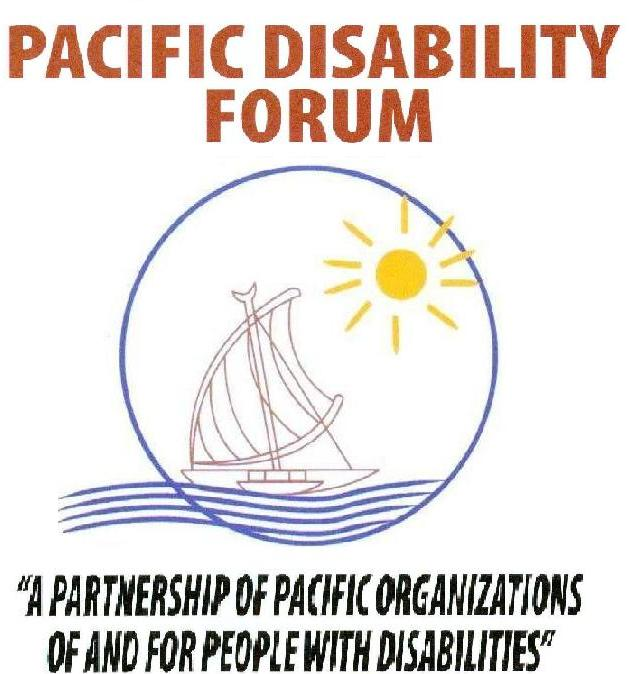 PACIFIC DISABILITY
FORUM
"A PARTNERSHIP OF PACIFIC ORGANIZATIONS
OF AND FOR PEOPLE WITH DISABILITIES"